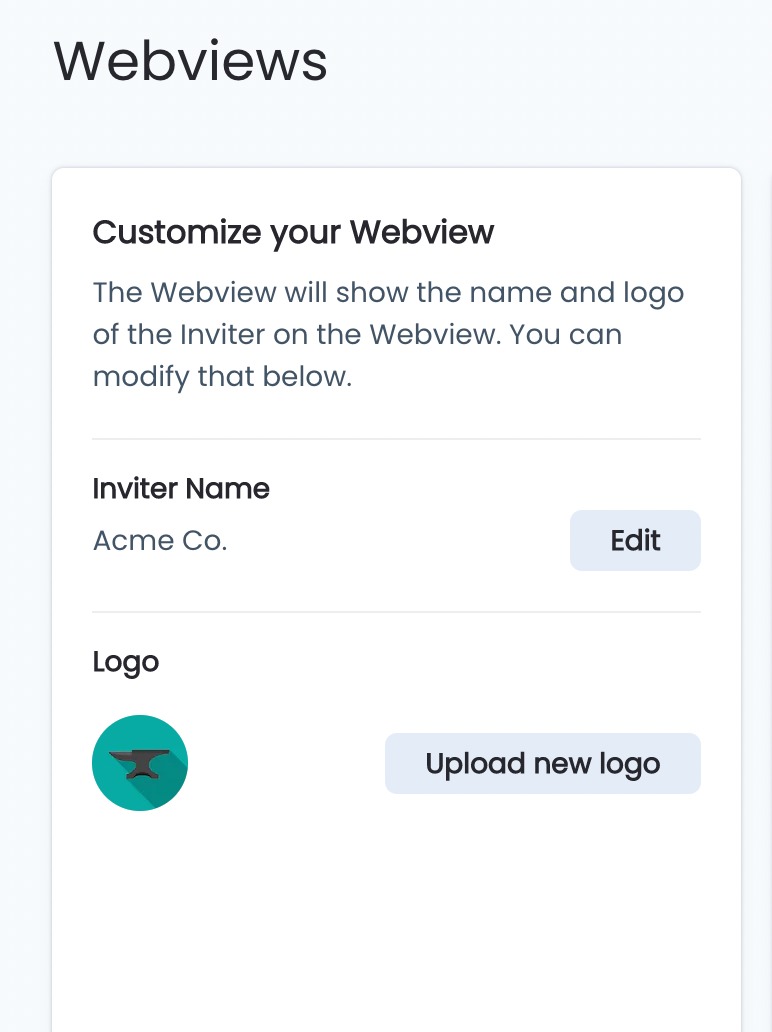 Webviews
Customize your Webview
The Webview will show the name and logo
of the Inviter on the Webview. You can
modify that below.
Inviter Name
Acme Co.
Edit
Logo
Upload new logo